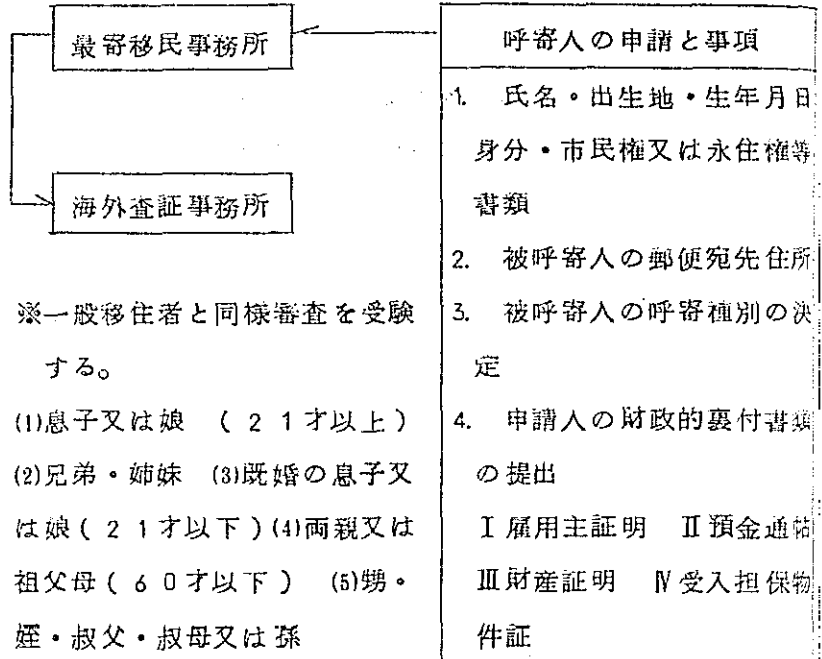 最寄移民事務所
海外査証事務所
※一般移住者と同様審査を受験
する。
(1)息子又は娘 (21才以上)
(2)兄弟・姉妹 (3)既婚の息子又
は娘(21才以下)(4)両親又は
祖父母(60才以下) (5)甥・
姪・叔父・叔母又は孫
呼寄人の申請と事項
1. 氏名・出生地・生年月日
身分・市民権又は永住権等
書類
2. 被呼寄人の郵便宛先住所
3. 被呼寄人の呼寄種別の決
定
4. 申請人の財政的裏付書類
の提出
Ⅰ雇用主証明 Ⅱ預金通帖
Ⅲ財産証明 Ⅳ受入担保物
件証